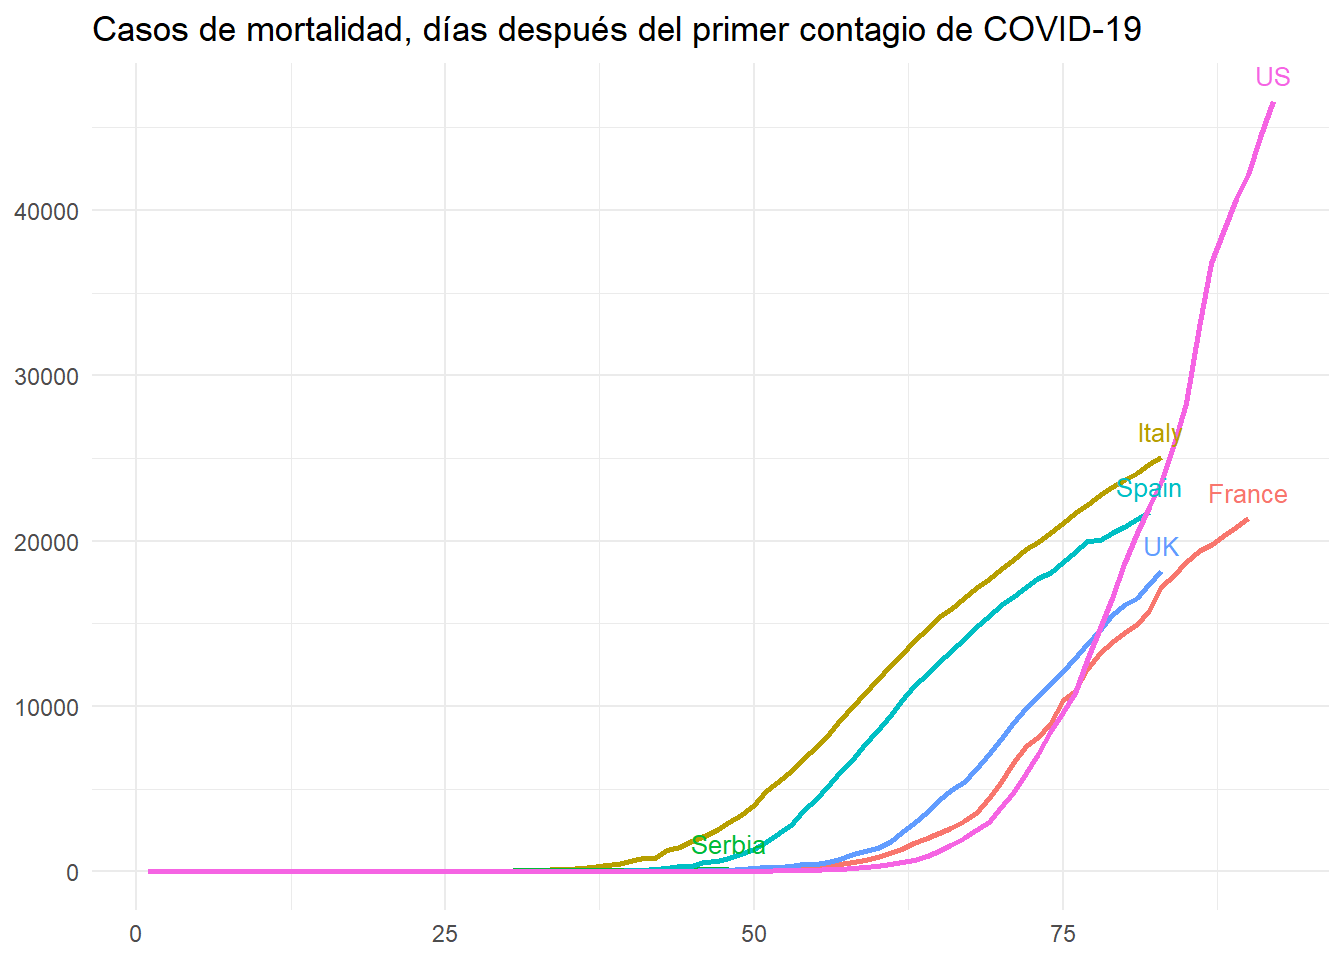 Casos de mortalidad, días después del primer contagio de COVID-19
US
40000
30000
Italy
Spain
France
20000
UK
10000
Serbia
0
0 25 50 75